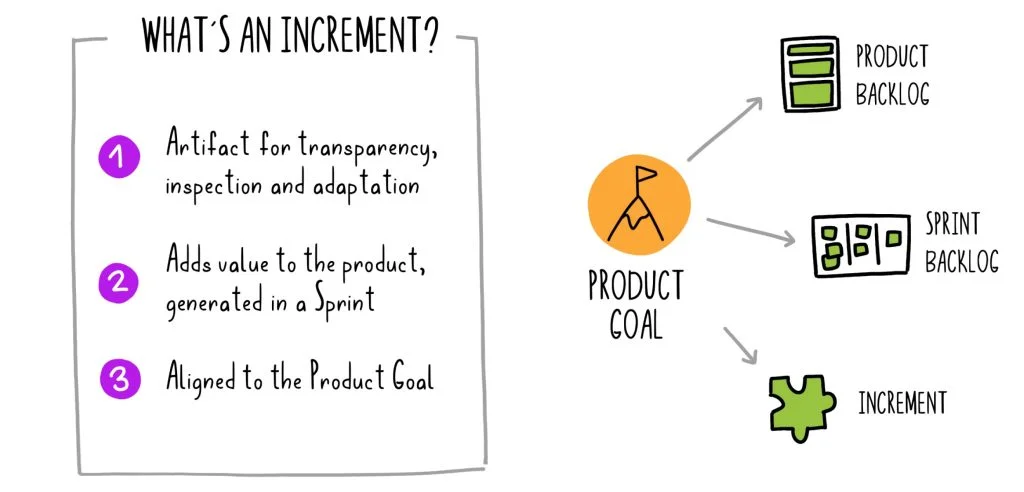 WHAT'S AN INCREMENT?
1 Artifact for transparency,
inspection and adaptation
2 Adds value to the product,
generated in a Sprint
3 Aligned to the Product Goal
PRODUCT
GOAL
PRODUCT
BACKLOG
SPRINT
BACKLOG
INCREMENT